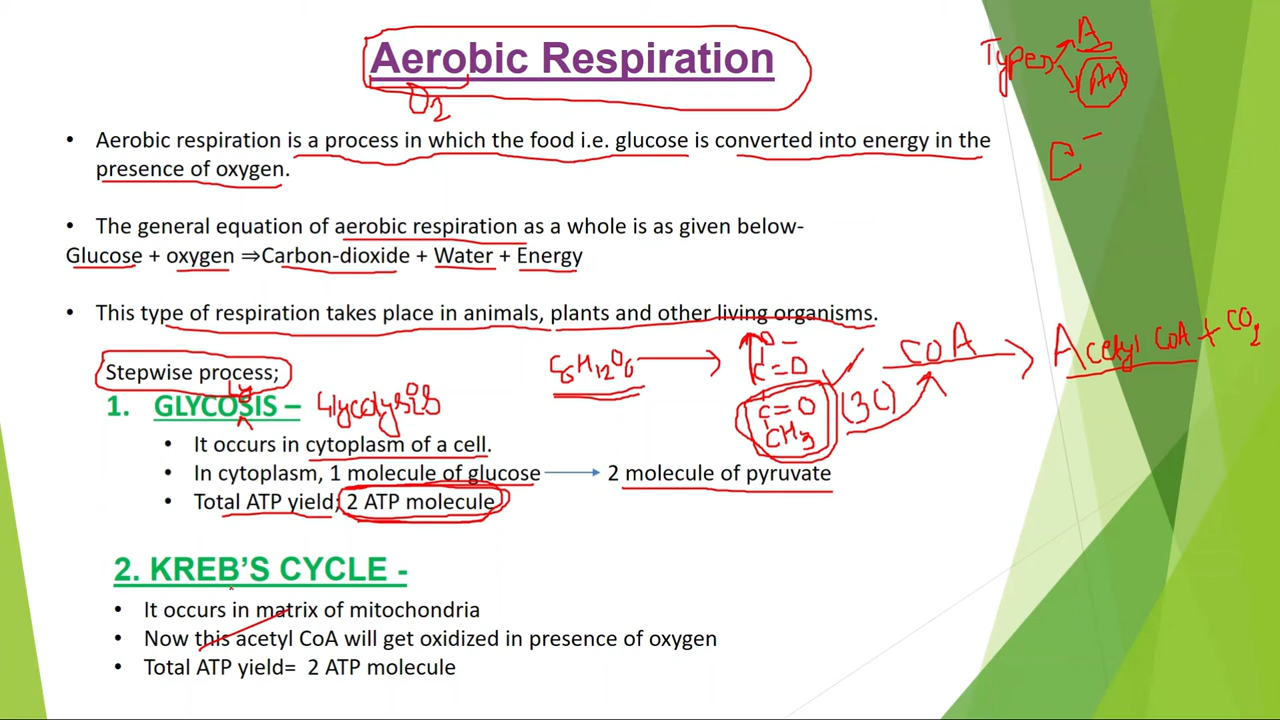 Aerobic Respiration
O2
Types A
An
• Aerobic respiration is a process in which the food i.e. glucose is converted into energy in the
presence of oxygen.
• The general equation of aerobic respiration as a whole is as given below-
Glucose + oxygen ⇒Carbon-dioxide + Water + Energy
• This type of respiration takes place in animals, plants and other living organisms.
Stepwise process;
C6H12O6
O-
C=O
C=O
CH3
(3C)
COA
Acetyl CoA + CO2
ly
1. GLYCOSIS – Glycolysis
• It occurs in cytoplasm of a cell.
• In cytoplasm, 1 molecule of glucose → 2 molecule of pyruvate
• Total ATP yield; 2 ATP molecule
2. KREB'S CYCLE -
• It occurs in matrix of mitochondria
• Now this acetyl CoA will get oxidized in presence of oxygen
• Total ATP yield= 2 ATP molecule